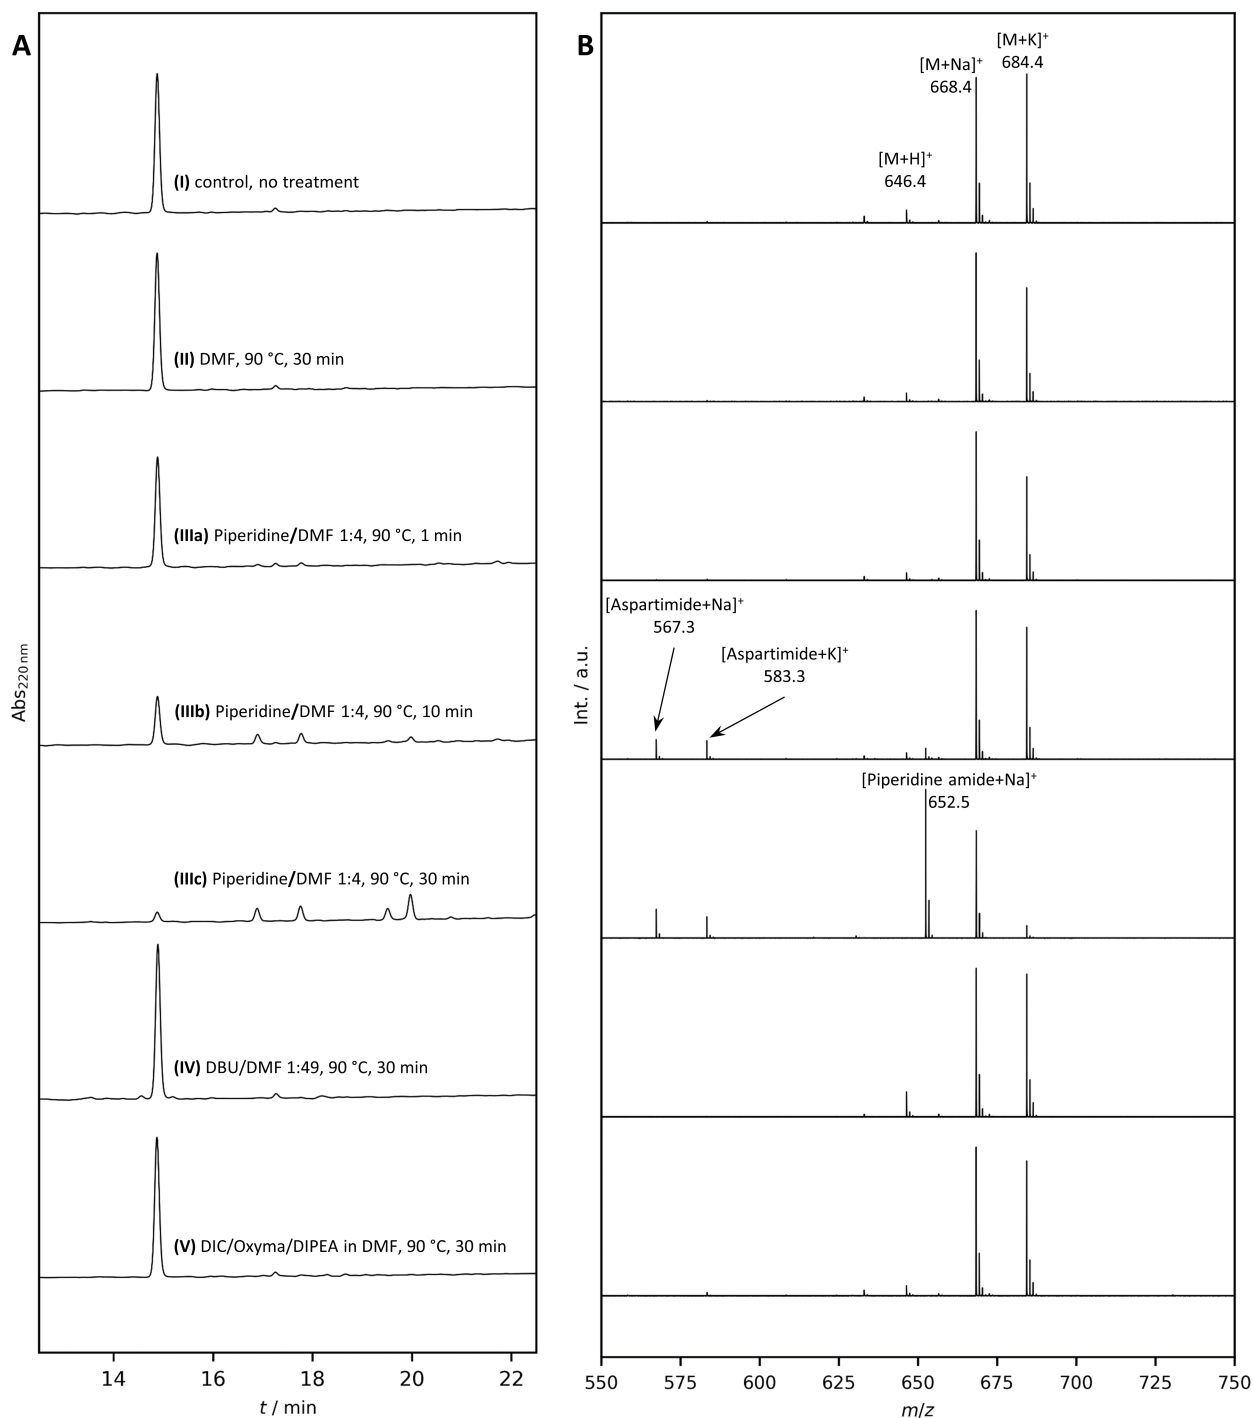 A
(I) control, no treatment
(II) DMF, 90 °C, 30 min
(IIIa) Piperidine/DMF 1:4, 90 °C, 1 min
(IIIb) Piperidine/DMF 1:4, 90 °C, 10 min
(IIIc) Piperidine/DMF 1:4, 90 °C, 30 min
(IV) DBU/DMF 1:49, 90 °C, 30 min
(V) DIC/Oxyma/DIPEA in DMF, 90 °C, 30 min
Abs220 nm
14 16 18 20 22
t / min
B
[M+K]+
684.4
[M+Na]+
668.4
[M+H]+
646.4
[Aspartimide+Na]+
567.3
[Aspartimide+K]+
583.3
[Piperidine amide+Na]+
652.5
Int. / a.u.
550 575 600 625 650 675 700 725 750
m/z